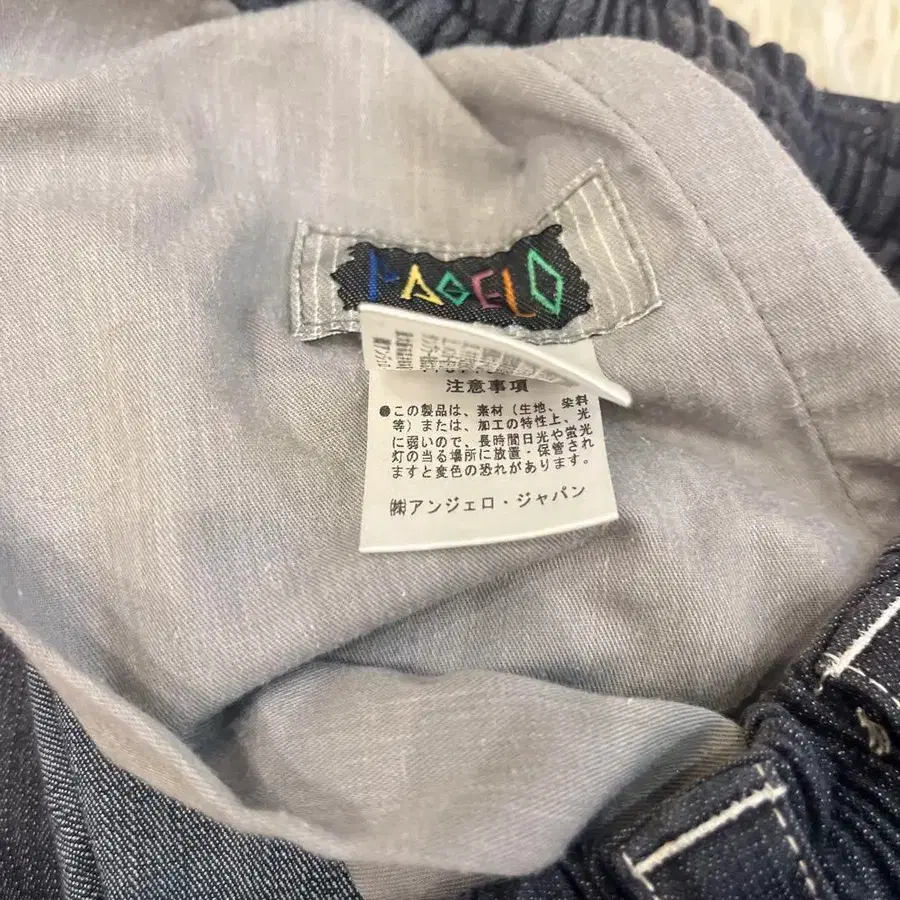 PAGELO
注意事項
●この製品は、素材（生地、染料
等）または、加工の特性上、光
に弱いので、長時間日光や蛍光
灯の当る場所に放置・保管され
ますと変色の恐れがあります。
㈱アンジェロ・ジャパン